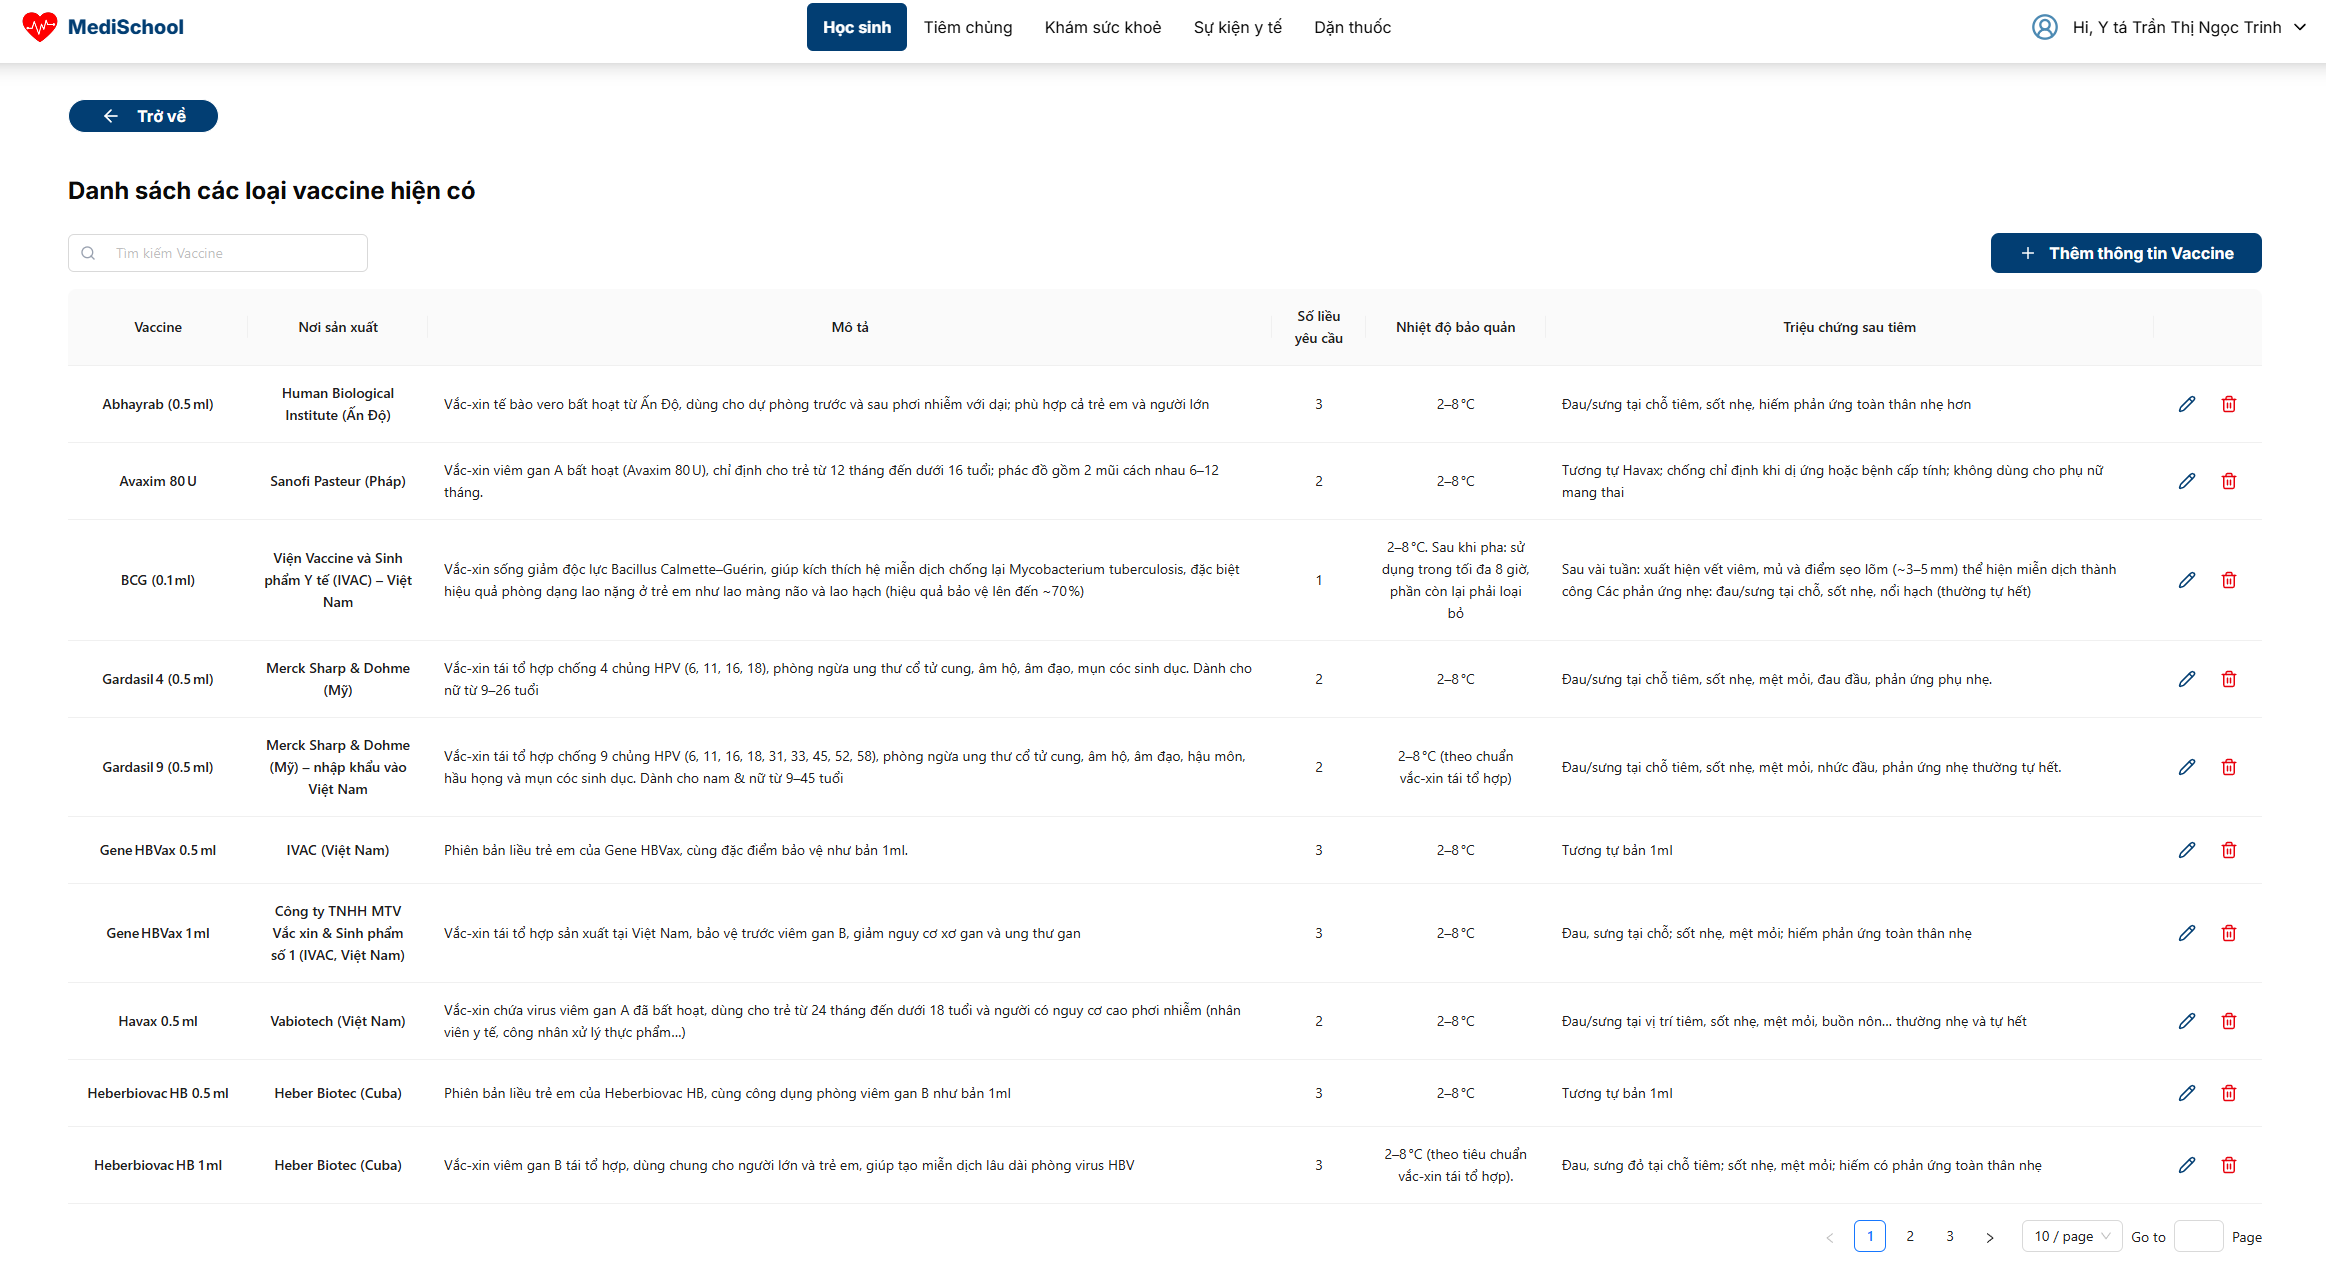 MediSchool
Học sinh
Tiêm chủng
Khám sức khoẻ
Sự kiện y tế
Dặn thuốc
Hi, Y tá Trần Thị Ngọc Trinh
Trở về
Danh sách các loại vaccine hiện có
Tìm kiếm Vaccine
Thêm thông tin Vaccine
Vaccine
Nơi sản xuất
Mô tả
Số liều
yêu cầu
Nhiệt độ bảo quản
Triệu chứng sau tiêm
Abhayrab (0.5 ml)
Human Biological
Institute (Ấn Độ)
Vắc-xin tế bào vero bất hoạt từ Ấn Độ, dùng cho dự phòng trước và sau phơi nhiễm với dại; phù hợp cả trẻ em và người lớn
3
2–8 °C
Đau/sưng tại chỗ tiêm, sốt nhẹ, hiếm phản ứng toàn thân nhẹ hơn
Avaxim 80 U
Sanofi Pasteur (Pháp)
Vắc-xin viêm gan A bất hoạt (Avaxim 80 U), chỉ định cho trẻ từ 12 tháng đến dưới 16 tuổi; phác đồ gồm 2 mũi cách nhau 6–12
tháng.
2
2–8 °C
Tương tự Havax; chống chỉ định khi dị ứng hoặc bệnh cấp tính; không dùng cho phụ nữ
mang thai
BCG (0.1 ml)
Viện Vaccine và Sinh
phẩm Y tế (IVAC) – Việt
Nam
Vắc-xin sống giảm độc lực Bacillus Calmette–Guérin, giúp kích thích hệ miễn dịch chống lại Mycobacterium tuberculosis, đặc biệt
hiệu quả phòng dạng lao nặng ở trẻ em như lao màng não và lao hạch (hiệu quả bảo vệ lên đến ~70 %)
1
2–8 °C. Sau khi pha: sử
dụng trong tối đa 8 giờ,
phần còn lại phải loại
bỏ
Sau vài tuần: xuất hiện vết viêm, mủ và điểm sẹo lõm (~3–5 mm) thể hiện miễn dịch thành
công Các phản ứng nhẹ: đau/sưng tại chỗ, sốt nhẹ, nổi hạch (thường tự hết)
Gardasil 4 (0.5 ml)
Merck Sharp & Dohme
(Mỹ)
Vắc-xin tái tổ hợp chống 4 chủng HPV (6, 11, 16, 18), phòng ngừa ung thư cổ tử cung, âm hộ, âm đạo, mụn cóc sinh dục. Dành cho
nữ từ 9–26 tuổi
2
2–8 °C
Đau/sưng tại chỗ tiêm, sốt nhẹ, mệt mỏi, đau đầu, phản ứng phụ nhẹ.
Gardasil 9 (0.5 ml)
Merck Sharp & Dohme
(Mỹ) – nhập khẩu vào
Việt Nam
Vắc-xin tái tổ hợp chống 9 chủng HPV (6, 11, 16, 18, 31, 33, 45, 52, 58), phòng ngừa ung thư cổ tử cung, âm hộ, âm đạo, hậu môn,
hầu họng và mụn cóc sinh dục. Dành cho nam & nữ từ 9–45 tuổi
2
2–8 °C (theo chuẩn
vắc-xin tái tổ hợp)
Đau/sưng tại chỗ tiêm, sốt nhẹ, mệt mỏi, nhức đầu, phản ứng nhẹ thường tự hết.
Gene HBVax 0.5 ml
IVAC (Việt Nam)
Phiên bản liều trẻ em của Gene HBVax, cùng đặc điểm bảo vệ như bản 1ml.
3
2–8 °C
Tương tự bản 1ml
Gene HBVax 1 ml
Công ty TNHH MTV
Vắc xin & Sinh phẩm
số 1 (IVAC, Việt Nam)
Vắc-xin tái tổ hợp sản xuất tại Việt Nam, bảo vệ trước viêm gan B, giảm nguy cơ xơ gan và ung thư gan
3
2–8 °C
Đau, sưng tại chỗ; sốt nhẹ, mệt mỏi; hiếm phản ứng toàn thân nhẹ
Havax 0.5 ml
Vabiotech (Việt Nam)
Vắc-xin chứa virus viêm gan A đã bất hoạt, dùng cho trẻ từ 24 tháng đến dưới 18 tuổi và người có nguy cơ cao phơi nhiễm (nhân
viên y tế, công nhân xử lý thực phẩm…)
2
2–8 °C
Đau/sưng tại vị trí tiêm, sốt nhẹ, mệt mỏi, buồn nôn… thường nhẹ và tự hết
Heberbiovac HB 0.5 ml
Heber Biotec (Cuba)
Phiên bản liều trẻ em của Heberbiovac HB, cùng công dụng phòng viêm gan B như bản 1ml
3
2–8 °C
Tương tự bản 1ml
Heberbiovac HB 1 ml
Heber Biotec (Cuba)
Vắc-xin viêm gan B tái tổ hợp, dùng chung cho người lớn và trẻ em, giúp tạo miễn dịch lâu dài phòng virus HBV
3
2–8 °C (theo tiêu chuẩn
vắc-xin tái tổ hợp).
Đau, sưng đỏ tại chỗ tiêm; sốt nhẹ, mệt mỏi; hiếm có phản ứng toàn thân nhẹ
1
2
3
10 / page
Go to
Page